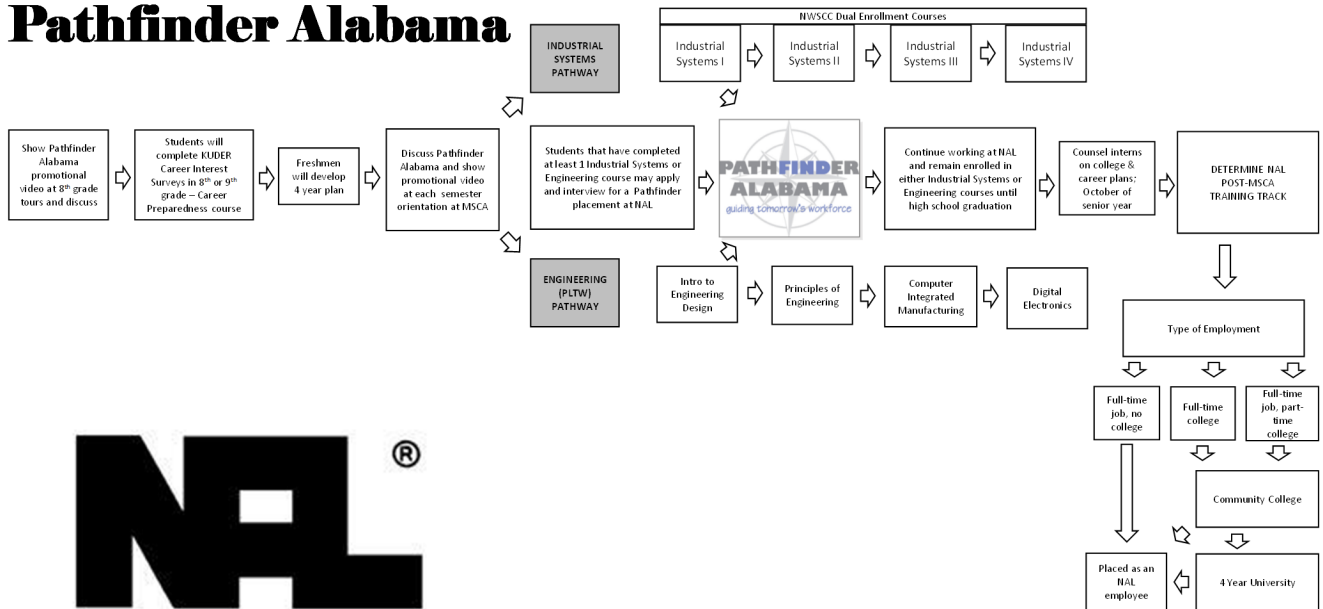 Pathfinder Alabama
NWSCC Dual Enrollment Courses
INDUSTRIAL
SYSTEMS
PATHWAY
Industrial
Systems I
Industrial
Systems II
Industrial
Systems III
Industrial
Systems IV
Show Pathfinder
Alabama
promotional
video at 8th grade
tours and discuss
Students will
complete KUDER
Career Interest
Surveys in 8th or 9th
grade – Career
Preparedness course
Freshmen
will develop
4 year plan
Discuss Pathfinder
Alabama and show
promotional video
at each semester
orientation at MSCA
Students that have completed
at least 1 Industrial Systems or
Engineering course may apply
and interview for a Pathfinder
placement at NAL
PATHFINDER
ALABAMA
guiding tomorrow's workforce
Continue working at NAL
and remain enrolled in
either Industrial Systems or
Engineering courses until
high school graduation
Counsel interns
on college &
career plans;
October of
senior year
DETERMINE NAL
POST-MSCA
TRAINING TRACK
ENGINEERING
(PLTW)
PATHWAY
Intro to
Engineering
Design
Principles of
Engineering
Computer
Integrated
Manufacturing
Digital
Electronics
Type of Employment
Full-time
job, no
college
Full-time
college
Full-time
job, part-
time
college
Community College
Placed as an
NAL
employee
4 Year University
NAL®